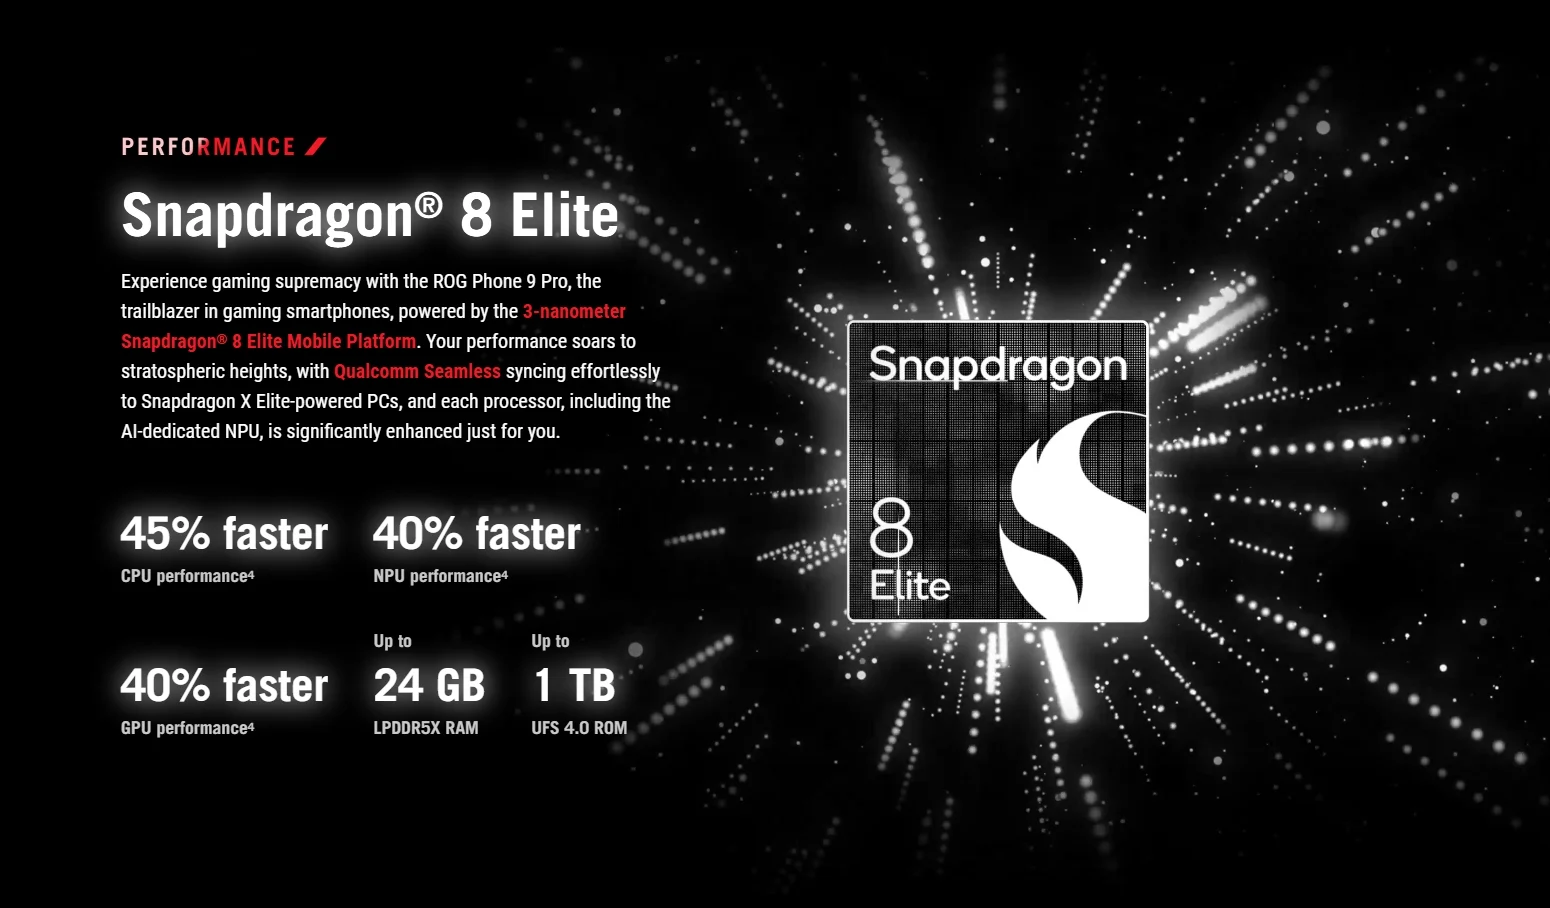 PERFORMANCE
Snapdragon® 8 Elite
Experience gaming supremacy with the ROG Phone 9 Pro, the
trailblazer in gaming smartphones, powered by the 3-nanometer
Snapdragon® 8 Elite Mobile Platform. Your performance soars to
stratospheric heights, with Qualcomm Seamless syncing effortlessly
to Snapdragon X Elite-powered PCs, and each processor, including the
AI-dedicated NPU, is significantly enhanced just for you.
45% faster
CPU performance⁴
40% faster
NPU performance⁴
40% faster
GPU performance⁴
Up to
24 GB
LPDDR5X RAM
Up to
1 TB
UFS 4.0 ROM
Snapdragon
8
Elite